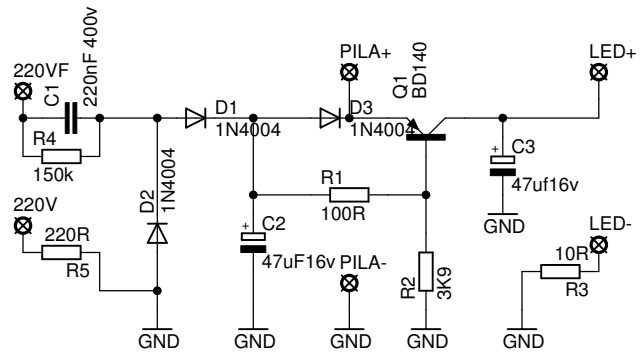 220VF
C1
220nF 400v
R4
150k
D1
1N4004
D2
1N4004
PILA+
D3
1N4004
Q1
BD140
LED+
+
C3
47uf16v
GND
220V
220R
R5
+
C2
47uF16v
R1
100R
PILA-
R2
3K9
LED-
10R
R3
GND
GND
GND
GND
GND